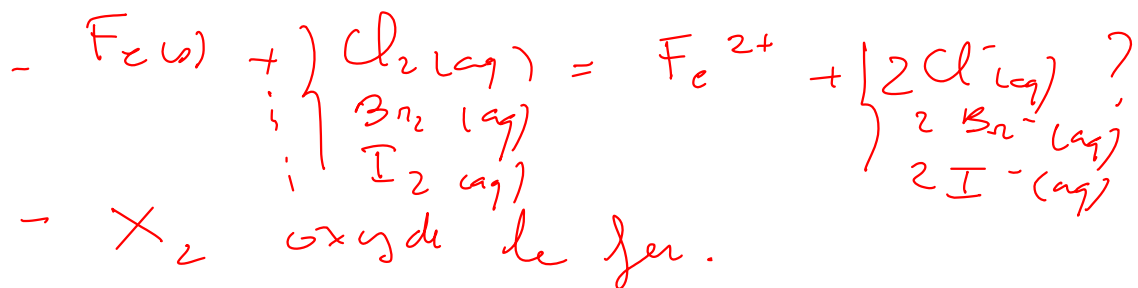 - Fe(s) + { Cl2(aq) = Fe2+ + { 2Cl-(aq) ?
; Br2 (aq) 2 Br- (aq)
; I2 (aq) 2 I- (aq)
- X2 oxyde le fer.